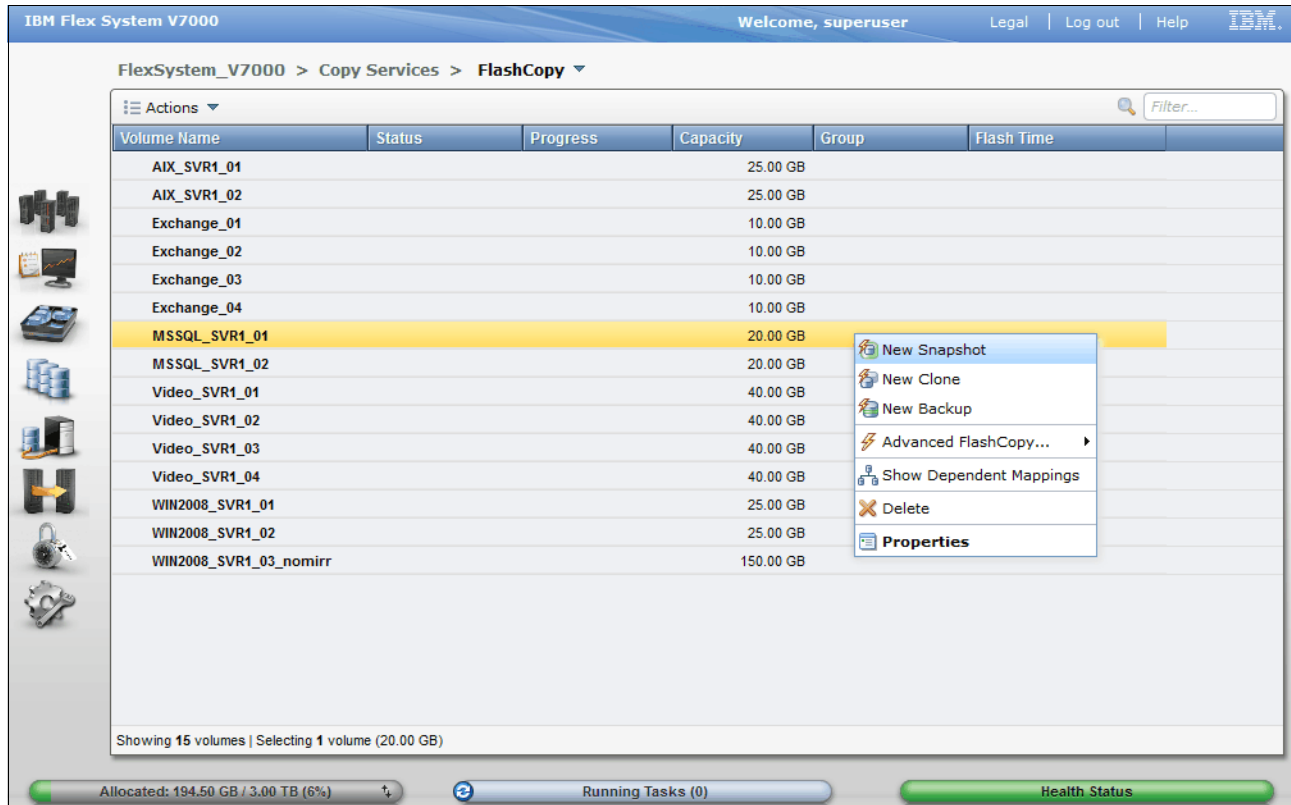 IBM Flex System V7000 Welcome, superuser Legal | Log out | Help IBM.
FlexSystem_V7000 > Copy Services > FlashCopy
Actions Filter...
Volume Name Status Progress Capacity Group Flash Time
AIX_SVR1_01 25.00 GB
AIX_SVR1_02 25.00 GB
Exchange_01 10.00 GB
Exchange_02 10.00 GB
Exchange_03 10.00 GB
Exchange_04 10.00 GB
MSSQL_SVR1_01 20.00 GB
New Snapshot
MSSQL_SVR1_02 20.00 GB
New Clone
Video_SVR1_01 40.00 GB
New Backup
Video_SVR1_02 40.00 GB
Advanced FlashCopy...
Video_SVR1_03 40.00 GB
Show Dependent Mappings
Video_SVR1_04 40.00 GB
WIN2008_SVR1_01 25.00 GB
Delete
WIN2008_SVR1_02 25.00 GB
Properties
WIN2008_SVR1_03_nomirr 150.00 GB
Showing 15 volumes | Selecting 1 volume (20.00 GB)
Allocated: 194.50 GB / 3.00 TB (6%) Running Tasks (0) Health Status